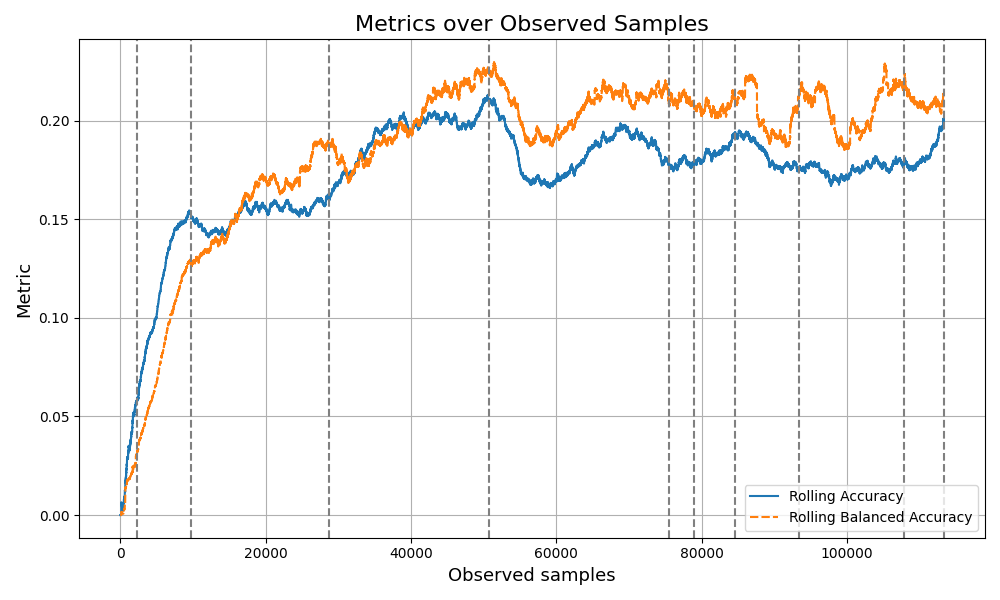 Metrics over Observed Samples
Metric
0.20
0.15
0.10
0.05
0.00
0
20000
40000
60000
80000
100000
Observed samples
Rolling Accuracy
Rolling Balanced Accuracy